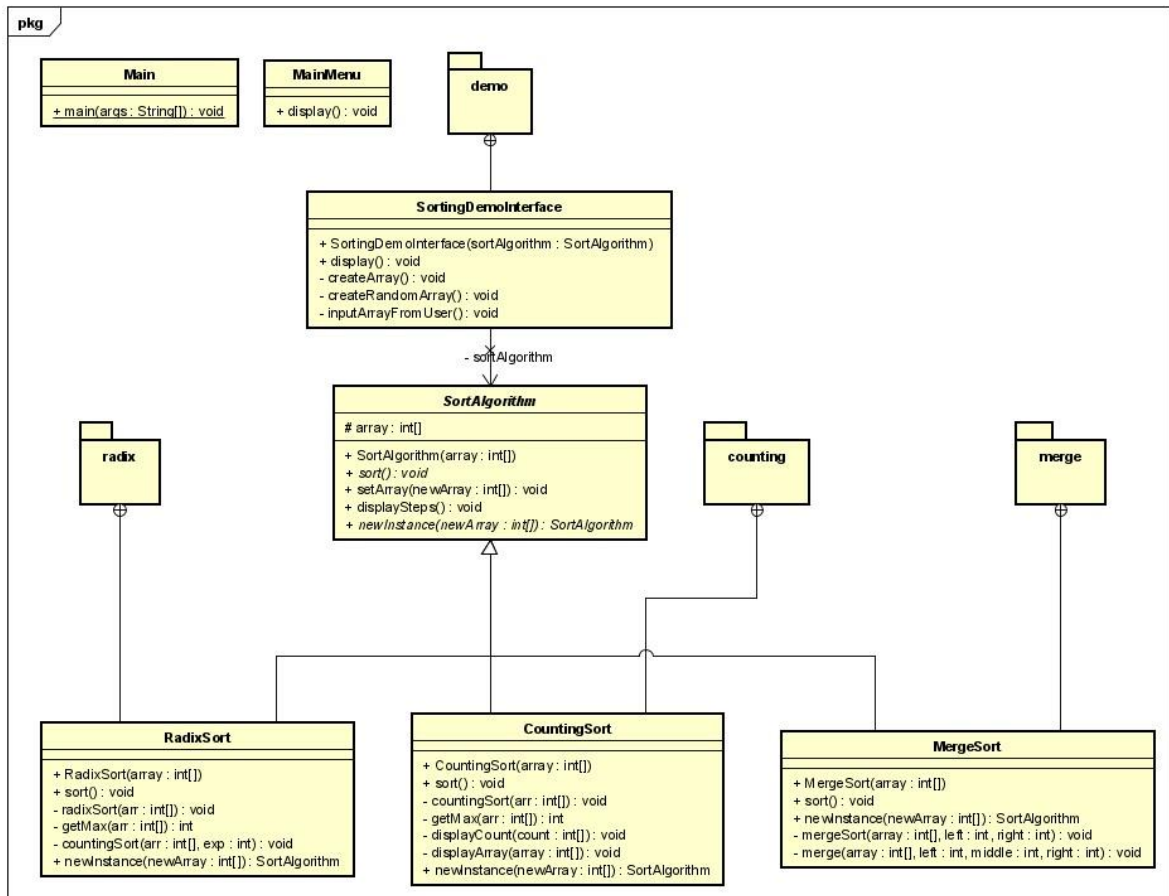 pkg
Main
+ main(args : String[]) : void
MainMenu
+ display() : void
demo
SortingDemoInterface
+ SortingDemoInterface(sortAlgorithm : SortAlgorithm)
+ display() : void
- createArray() : void
- createRandomArray() : void
- inputArrayFromUser() : void
- sortAlgorithm
SortAlgorithm
# array : int[]
+ SortAlgorithm(array : int[])
+ sort() : void
+ setArray(newArray : int[]) : void
+ displaySteps() : void
+ newInstance(newArray : int[]) : SortAlgorithm
radix
counting
merge
RadixSort
+ RadixSort(array : int[])
+ sort() : void
- radixSort(arr : int[]) : void
- getMax(arr : int[]) : int
- countingSort(arr : int[], exp : int) : void
+ newInstance(newArray : int[]) : SortAlgorithm
CountingSort
+ CountingSort(array : int[])
+ sort() : void
- countingSort(arr : int[]) : void
- getMax(arr : int[]) : int
- displayCount(count : int[]) : void
- displayArray(array : int[]) : void
+ newInstance(newArray : int[]) : SortAlgorithm
MergeSort
+ MergeSort(array : int[])
+ sort() : void
+ newInstance(newArray : int[]) : SortAlgorithm
- mergeSort(array : int[], left : int, right : int) : void
- merge(array : int[], left : int, middle : int, right : int) : void